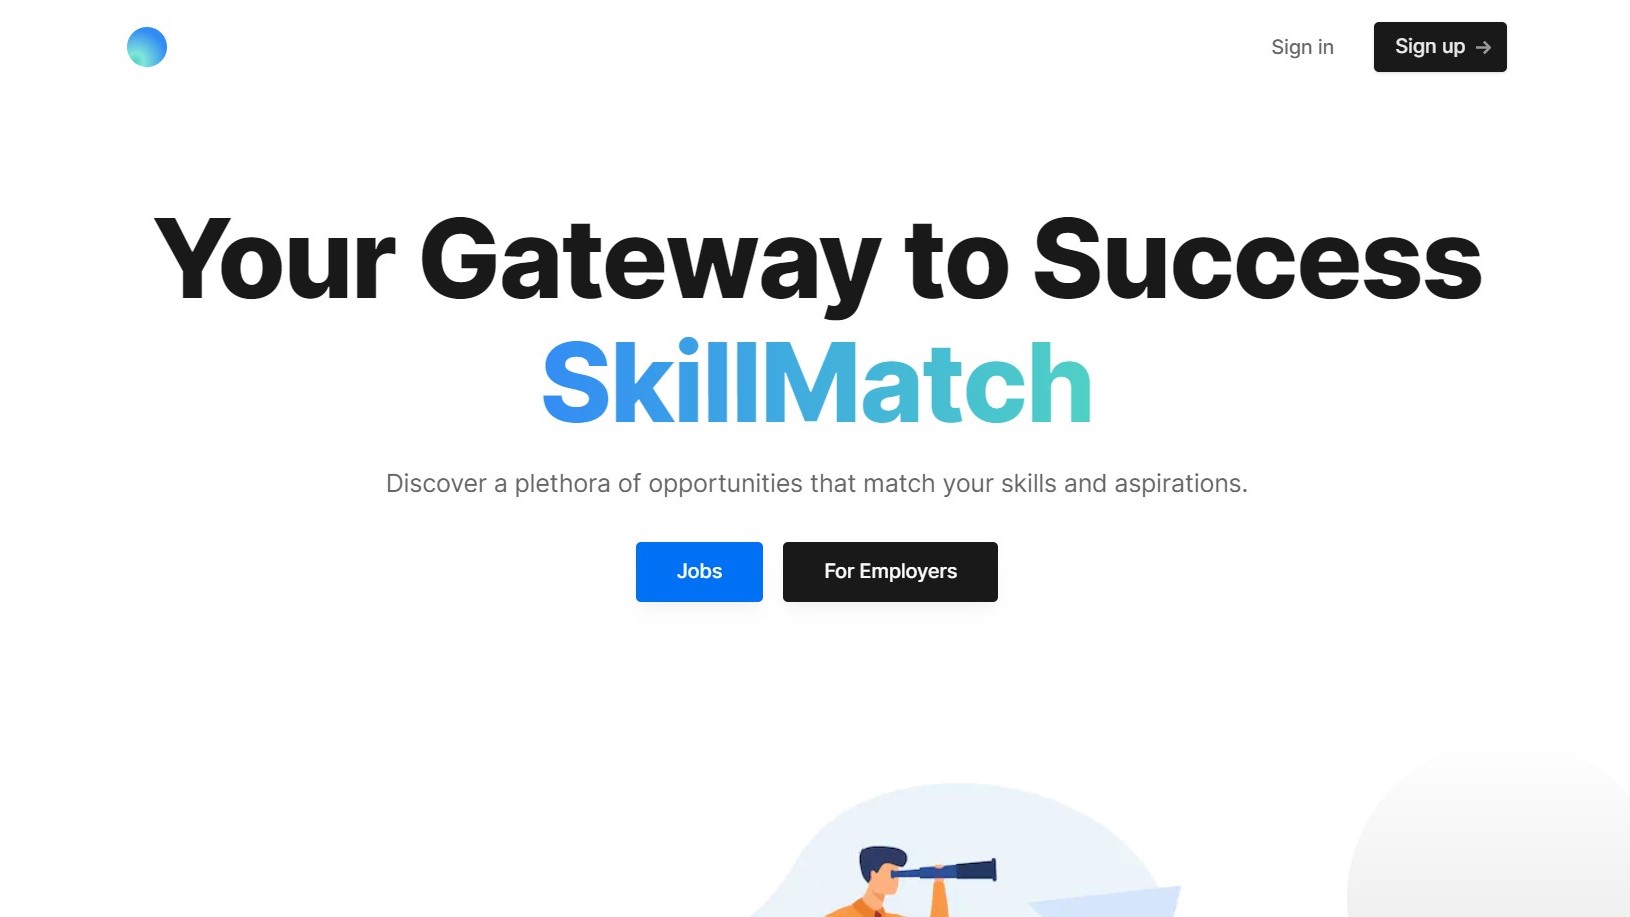 Sign in
Sign up
Your Gateway to Success
SkillMatch
Discover a plethora of opportunities that match your skills and aspirations.
Jobs
For Employers